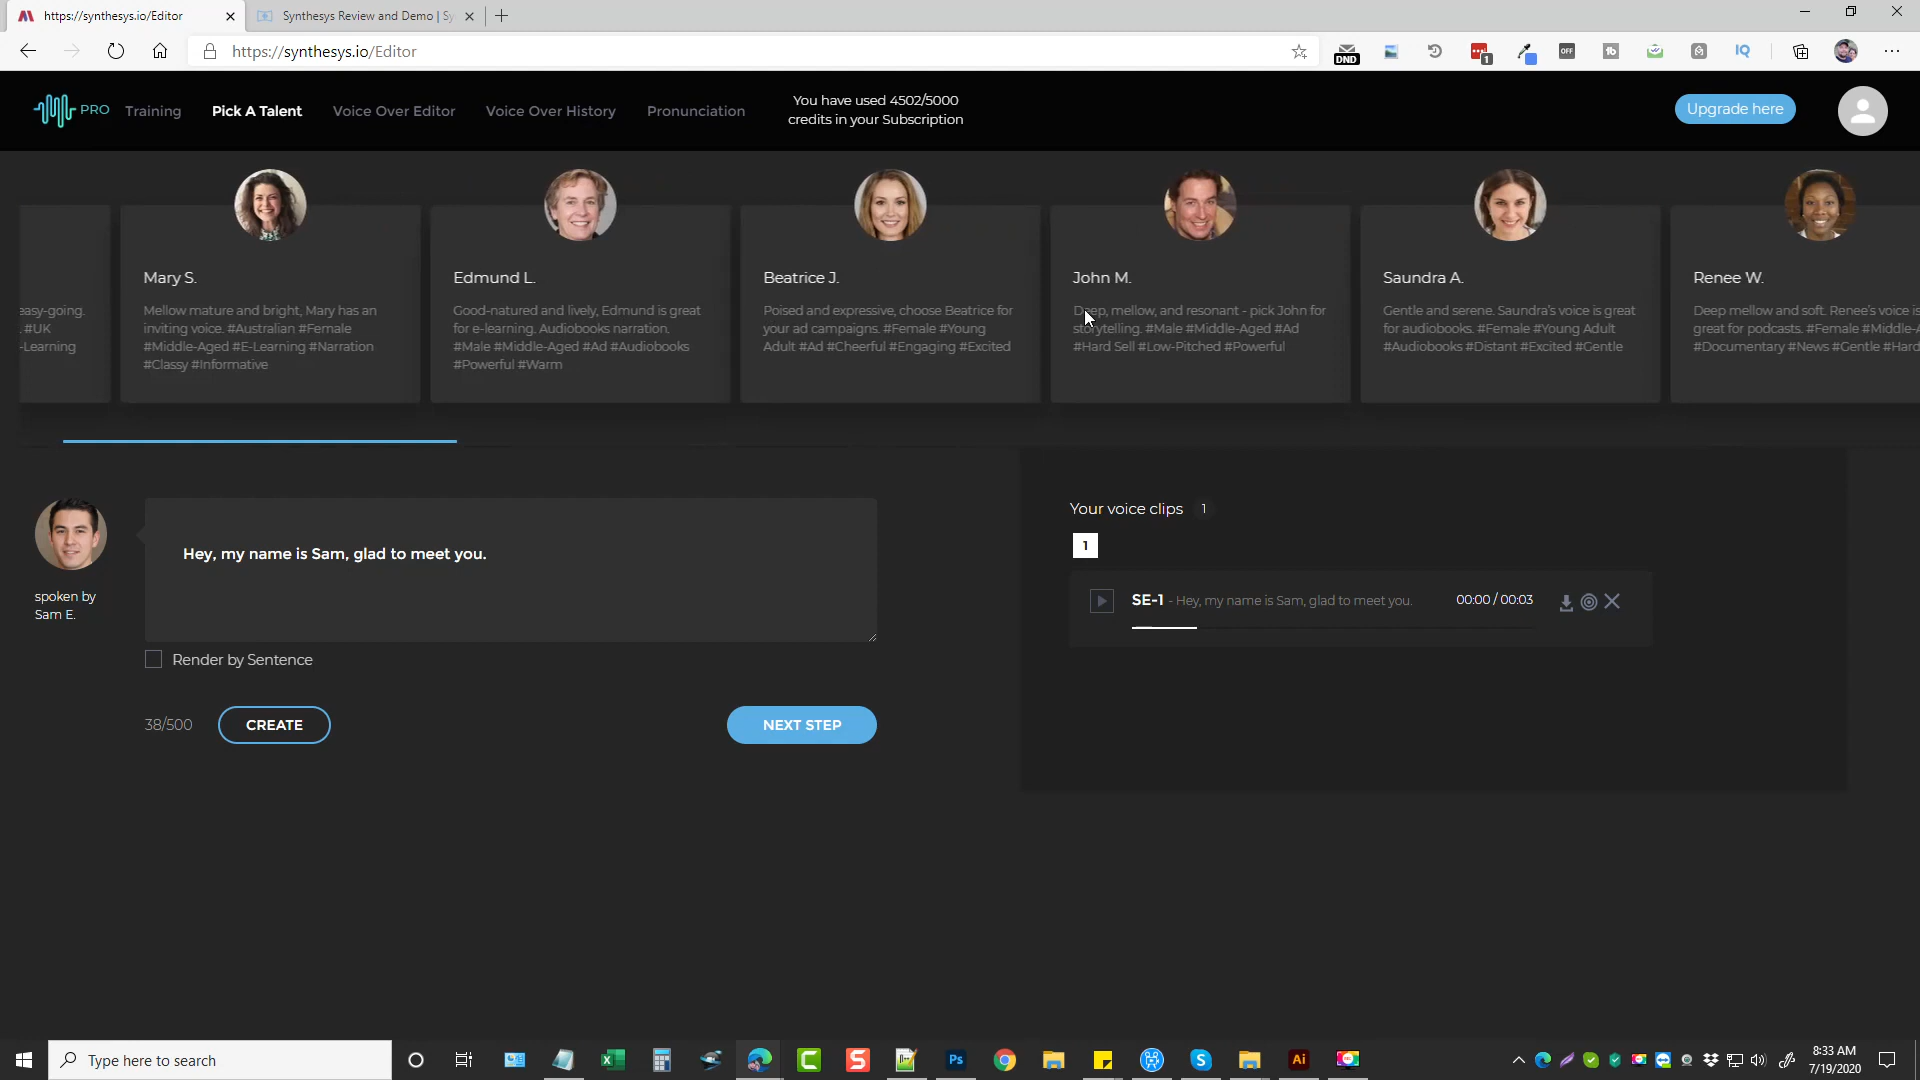 https://synthesys.io/Editor
Synthesys Review and Demo | Sy
https://synthesys.io/Editor
DND
1
OFF
tb
IQ
PRO
Training
Pick A Talent
Voice Over Editor
Voice Over History
Pronunciation
You have used 4502/5000
credits in your Subscription
Upgrade here
easy-going.
#UK
-Learning
Mary S.
Mellow mature and bright, Mary has an
inviting voice. #Australian #Female
#Middle-Aged #E-Learning #Narration
#Classy #Informative
Edmund L.
Good-natured and lively, Edmund is great
for e-learning. Audiobooks narration.
#Male #Middle-Aged #Ad #Audiobooks
#Powerful #Warm
Beatrice J.
Poised and expressive, choose Beatrice for
your ad campaigns. #Female #Young
Adult #Ad #Cheerful #Engaging #Excited
John M.
Deep, mellow, and resonant - pick John for
storytelling. #Male #Middle-Aged #Ad
#Hard Sell #Low-Pitched #Powerful
Saundra A.
Gentle and serene. Saundra's voice is great
for audiobooks. #Female #Young Adult
#Audiobooks #Distant #Excited #Gentle
Renee W.
Deep mellow and soft. Renee's voice is
great for podcasts. #Female #Middle-A
#Documentary #News #Gentle #Hard
spoken by
Sam E.
Hey, my name is Sam, glad to meet you.
Render by Sentence
38/500
CREATE
NEXT STEP
Your voice clips 1
1
SE-1 - Hey, my name is Sam, glad to meet you.
00:00 / 00:03
Type here to search
Ps
Ai
8:33 AM
7/19/2020